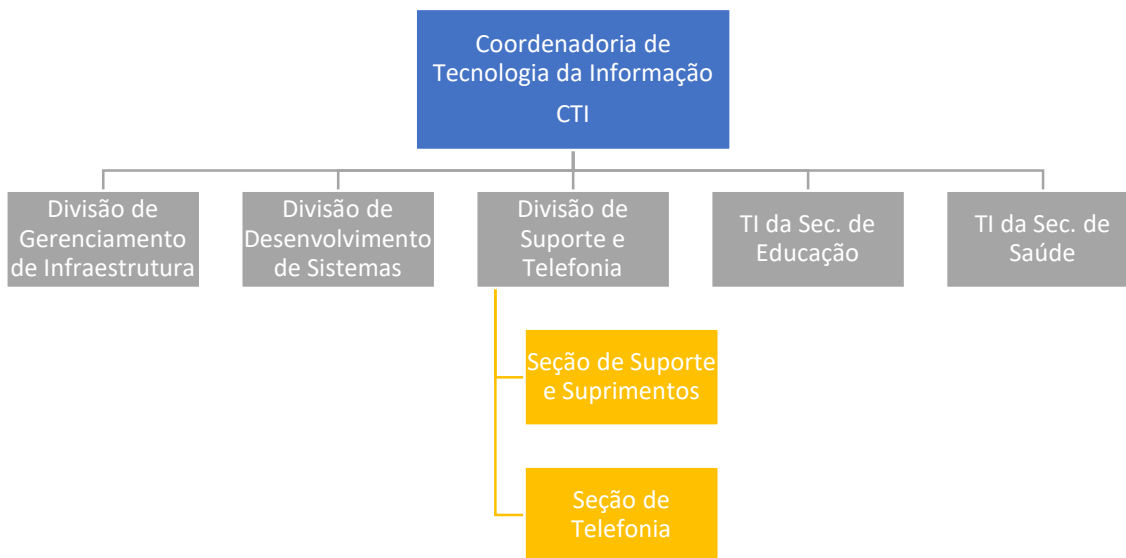 Coordenadoria de
Tecnologia da Informação
CTI
Divisão de
Gerenciamento
de Infraestrutura
Divisão de
Desenvolvimento
de Sistemas
Divisão de
Suporte e
Telefonia
TI da Sec. de
Educação
TI da Sec. de
Saúde
Seção de Suporte
e Suprimentos
Seção de
Telefonia